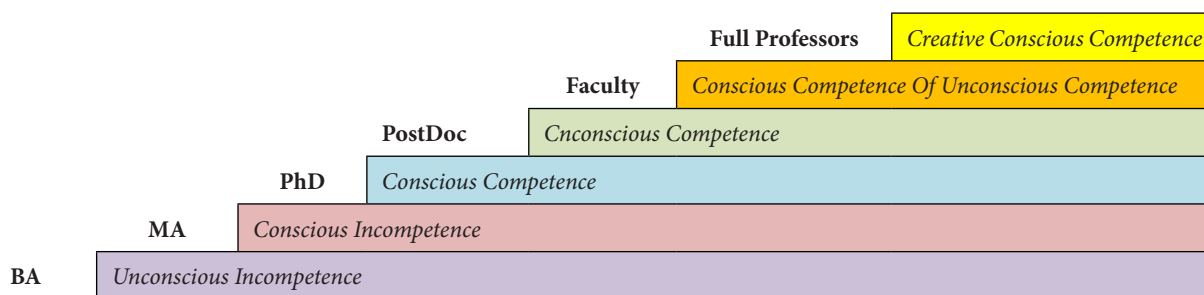 Full Professors Creative Conscious Competence
Faculty Conscious Competence Of Unconscious Competence
PostDoc Cnconscious Competence
PhD Conscious Competence
MA Conscious Incompetence
BA Unconscious Incompetence